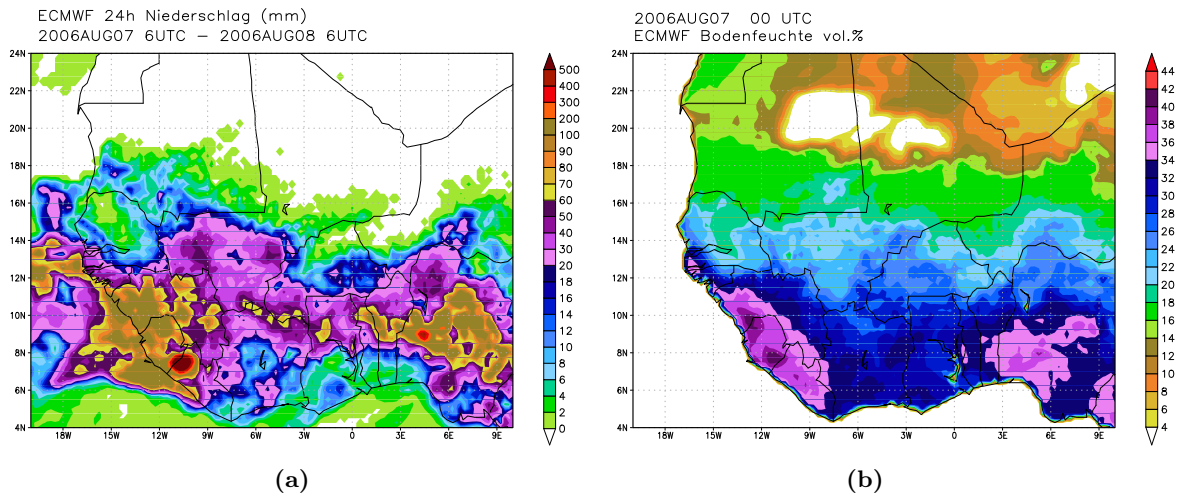 ECMWF 24h Niederschlag (mm)
2006AUG07 6UTC – 2006AUG08 6UTC
24N
22N
20N
18N
16N
14N
12N
10N
8N
6N
4N
18W 15W 12W 9W 6W 3W 0 3E 6E 9E
500
400
300
200
100
90
80
70
60
50
40
30
20
18
16
14
12
10
8
6
4
2
0
(a)
2006AUG07 00 UTC
ECMWF Bodenfeuchte vol.%
24N
22N
20N
18N
16N
14N
12N
10N
8N
6N
4N
18W 15W 12W 9W 6W 3W 0 3E 6E 9E
44
42
40
38
36
34
32
30
28
26
24
22
20
18
16
14
12
10
8
6
4
(b)